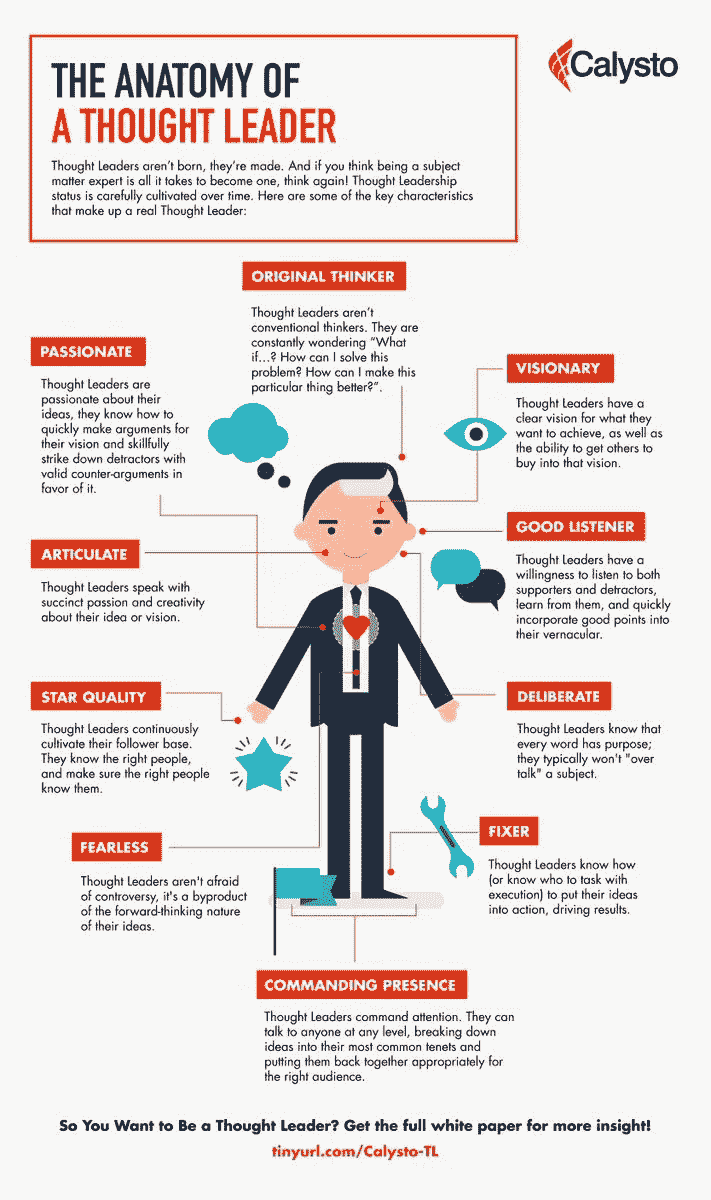 THE ANATOMY OF
A THOUGHT LEADER
Thought Leaders aren't born, they're made. And if you think being a subject
matter expert is all it takes to become one, think again! Thought Leadership
status is carefully cultivated over time. Here are some of the key characteristics
that make up a real Thought Leader:
Calysto
ORIGINAL THINKER
Thought Leaders aren't
conventional thinkers. They are
constantly wondering "What
if...? How can I solve this
problem? How can I make this
particular thing better?".
PASSIONATE
Thought Leaders are
passionate about their
ideas, they know how to
quickly make arguments for
their vision and skillfully
strike down detractors with
valid counter-arguments in
favor of it.
VISIONARY
Thought Leaders have a
clear vision for what they
want to achieve, as well as
the ability to get others to
buy into that vision.
GOOD LISTENER
Thought Leaders have a
willingness to listen to both
supporters and detractors,
learn from them, and quickly
incorporate good points into
their vernacular.
ARTICULATE
Thought Leaders speak with
succinct passion and creativity
about their idea or vision.
STAR QUALITY
Thought Leaders continuously
cultivate their follower base.
They know the right people,
and make sure the right people
know them.
DELIBERATE
Thought Leaders know that
every word has purpose;
they typically won't "over
talk" a subject.
FEARLESS
Thought Leaders aren't afraid
of controversy, it's a byproduct
of the forward-thinking nature
of their ideas.
FIXER
Thought Leaders know how
(or know who to task with
execution) to put their ideas
into action, driving results.
COMMANDING PRESENCE
Thought Leaders command attention. They can
talk to anyone at any level, breaking down
ideas into their most common tenets and
putting them back together appropriately for
the right audience.
So You Want to Be a Thought Leader? Get the full white paper for more insight!
tinyurl.com/Calysto-TL